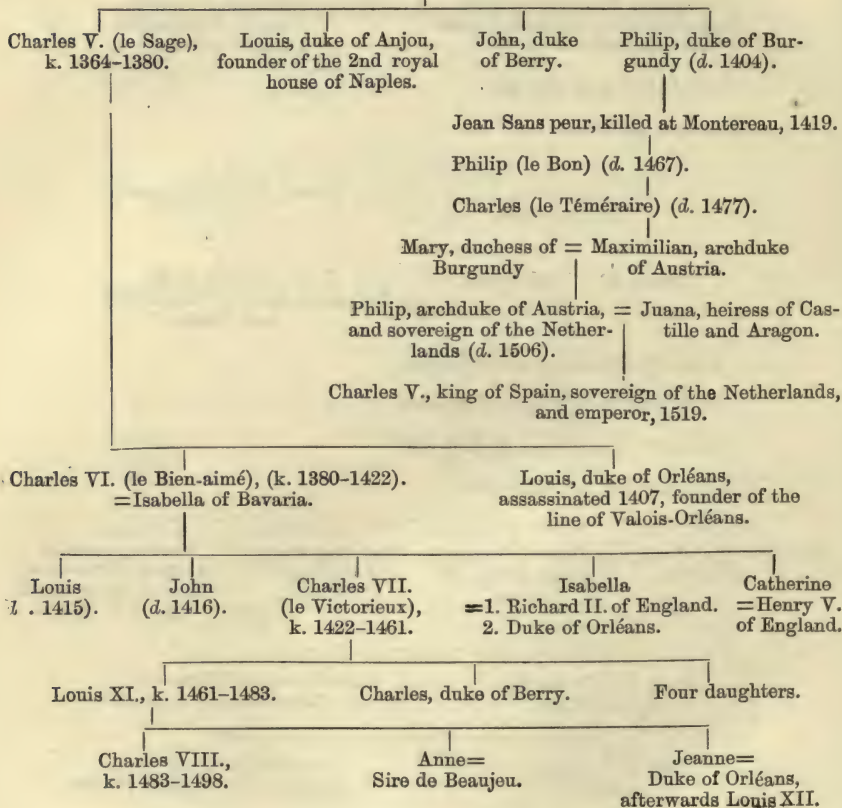 Charles V. (le Sage),
k. 1364–1380.
Louis, duke of Anjou,
founder of the 2nd royal
house of Naples.
John, duke
of Berry.
Philip, duke of Bur-
gundy (d. 1404).
Jean Sans peur, killed at Montereau, 1419.
Philip (le Bon) (d. 1467).
Charles (le Téméraire) (d. 1477).
Mary, duchess of = Maximilian, archduke
Burgundy of Austria.
Philip, archduke of Austria, = Juana, heiress of Cas-
and sovereign of the Nether- tille and Aragon.
lands (d. 1506).
Charles V., king of Spain, sovereign of the Netherlands,
and emperor, 1519.
Charles VI. (le Bien-aimé), (k. 1380–1422).
=Isabella of Bavaria.
Louis, duke of Orléans,
assassinated 1407, founder of the
line of Valois-Orléans.
Louis
. 1415).
John
(d. 1416).
Charles VII.
(le Victorieux),
k. 1422–1461.
Isabella
=1. Richard II. of England.
2. Duke of Orléans.
Catherine
=Henry V.
of England.
Louis XI., k. 1461–1483.
Charles, duke of Berry.
Four daughters.
Charles VIII.,
k. 1483–1498.
Anne=
Sire de Beaujeu.
Jeanne=
Duke of Orléans,
afterwards Louis XII.